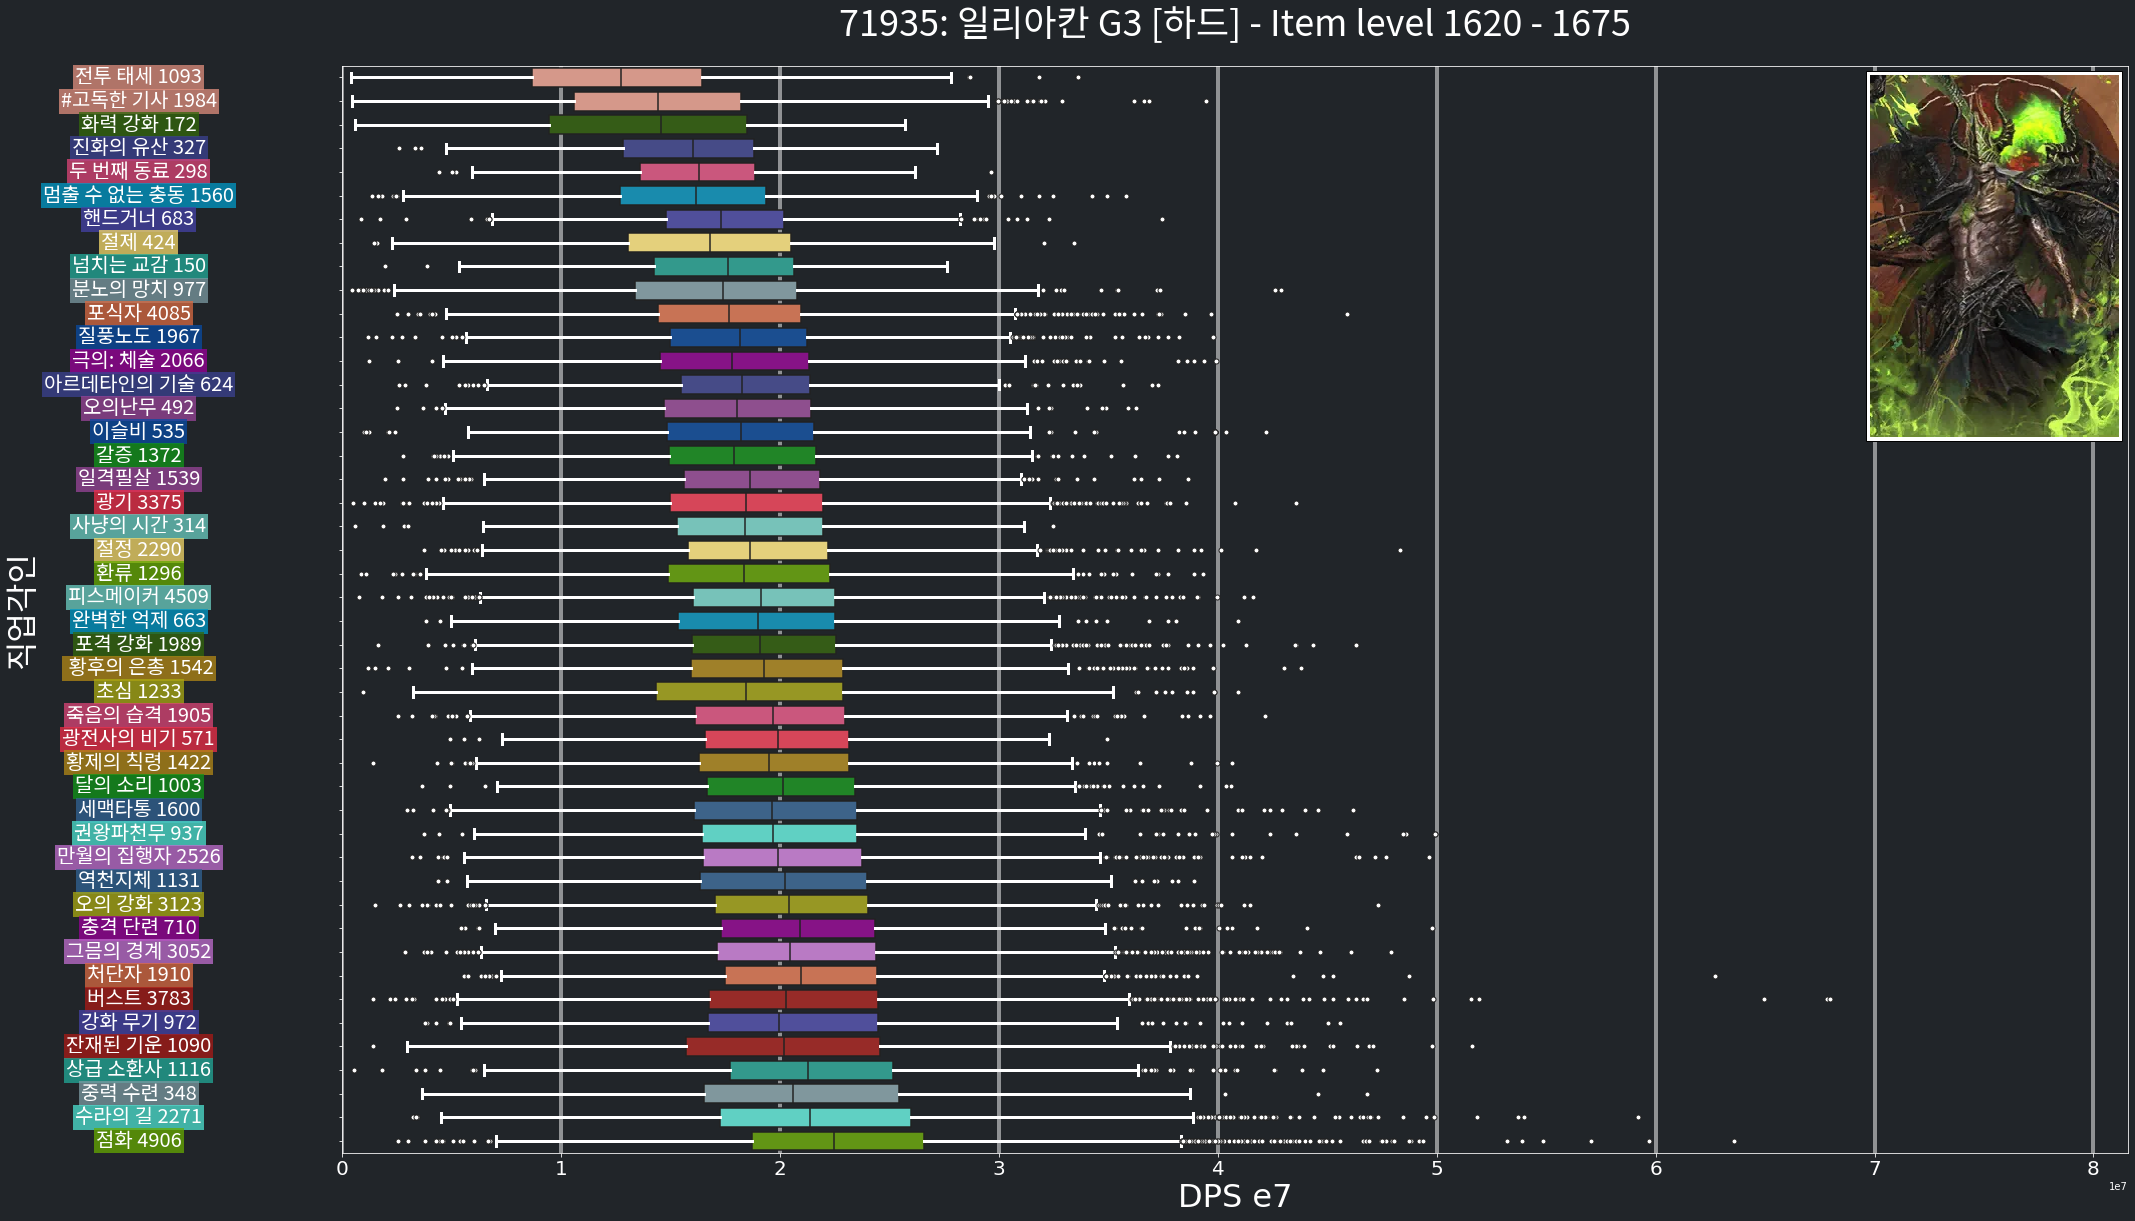 71935: 일리아칸 G3 [하드] - Item level 1620 - 1675
전투 태세 1093
#고독한 기사 1984
화력 강화 172
진화의 유산 327
두 번째 동료 298
멈출 수 없는 충동 1560
핸드거너 683
절제 424
넘치는 교감 150
분노의 망치 977
포식자 4085
질풍노도 1967
극의: 체술 2066
아르데타인의 기술 624
오의난무 492
이슬비 535
갈증 1372
일격필살 1539
광기 3375
사냥의 시간 314
절정 2290
환류 1296
피스메이커 4509
완벽한 억제 663
포격 강화 1989
황후의 은총 1542
초심 1233
죽음의 습격 1905
광전사의 비기 571
황제의 칙령 1422
달의 소리 1003
세맥타통 1600
권왕파천무 937
만월의 집행자 2526
역천지체 1131
오의 강화 3123
충격 단련 710
그믐의 경계 3052
처단자 1910
버스트 3783
강화 무기 972
잔재된 기운 1090
상급 소환사 1116
중력 수련 348
수라의 길 2271
점화 4906
직업각인
0 1 2 3 4 5 6 7 8
1e7
DPS e7